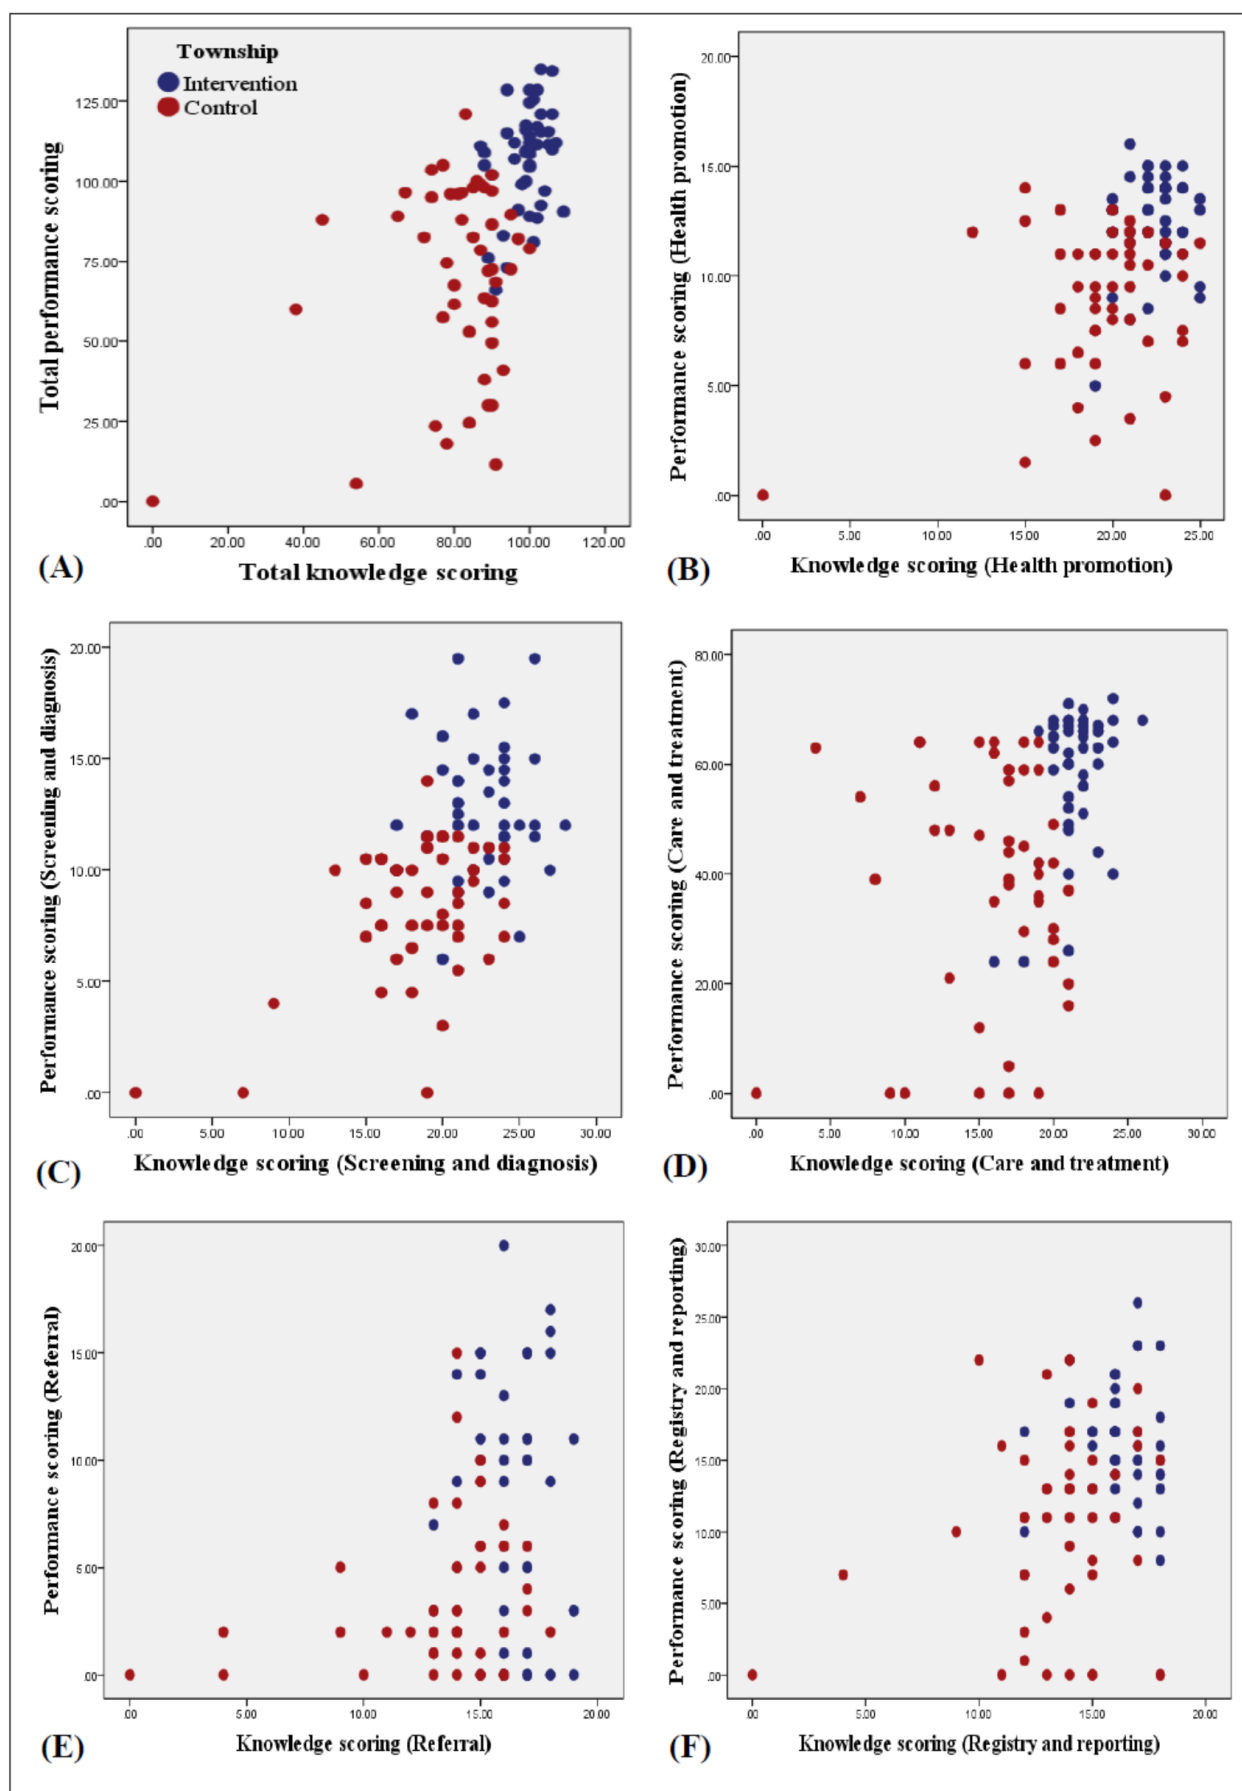 Township
Intervention
Control
Total performance scoring
125.00
100.00
75.00
50.00
25.00
.00
.00 20.00 40.00 60.00 80.00 100.00 120.00
Total knowledge scoring
(A)
Performance scoring (Health promotion)
20.00
15.00
10.00
5.00
.00
.00 5.00 10.00 15.00 20.00 25.00
Knowledge scoring (Health promotion)
(B)
Performance scoring (Screening and diagnosis)
20.00
15.00
10.00
5.00
.00
.00 5.00 10.00 15.00 20.00 25.00 30.00
Knowledge scoring (Screening and diagnosis)
(C)
Performance scoring (Care and treatment)
80.00
60.00
40.00
20.00
.00
.00 5.00 10.00 15.00 20.00 25.00 30.00
Knowledge scoring (Care and treatment)
(D)
Performance scoring (Referral)
20.00
15.00
10.00
5.00
.00
.00 5.00 10.00 15.00 20.00
Knowledge scoring (Referral)
(E)
Performance scoring (Registry and reporting)
30.00
25.00
20.00
15.00
10.00
5.00
.00
.00 5.00 10.00 15.00 20.00
Knowledge scoring (Registry and reporting)
(F)